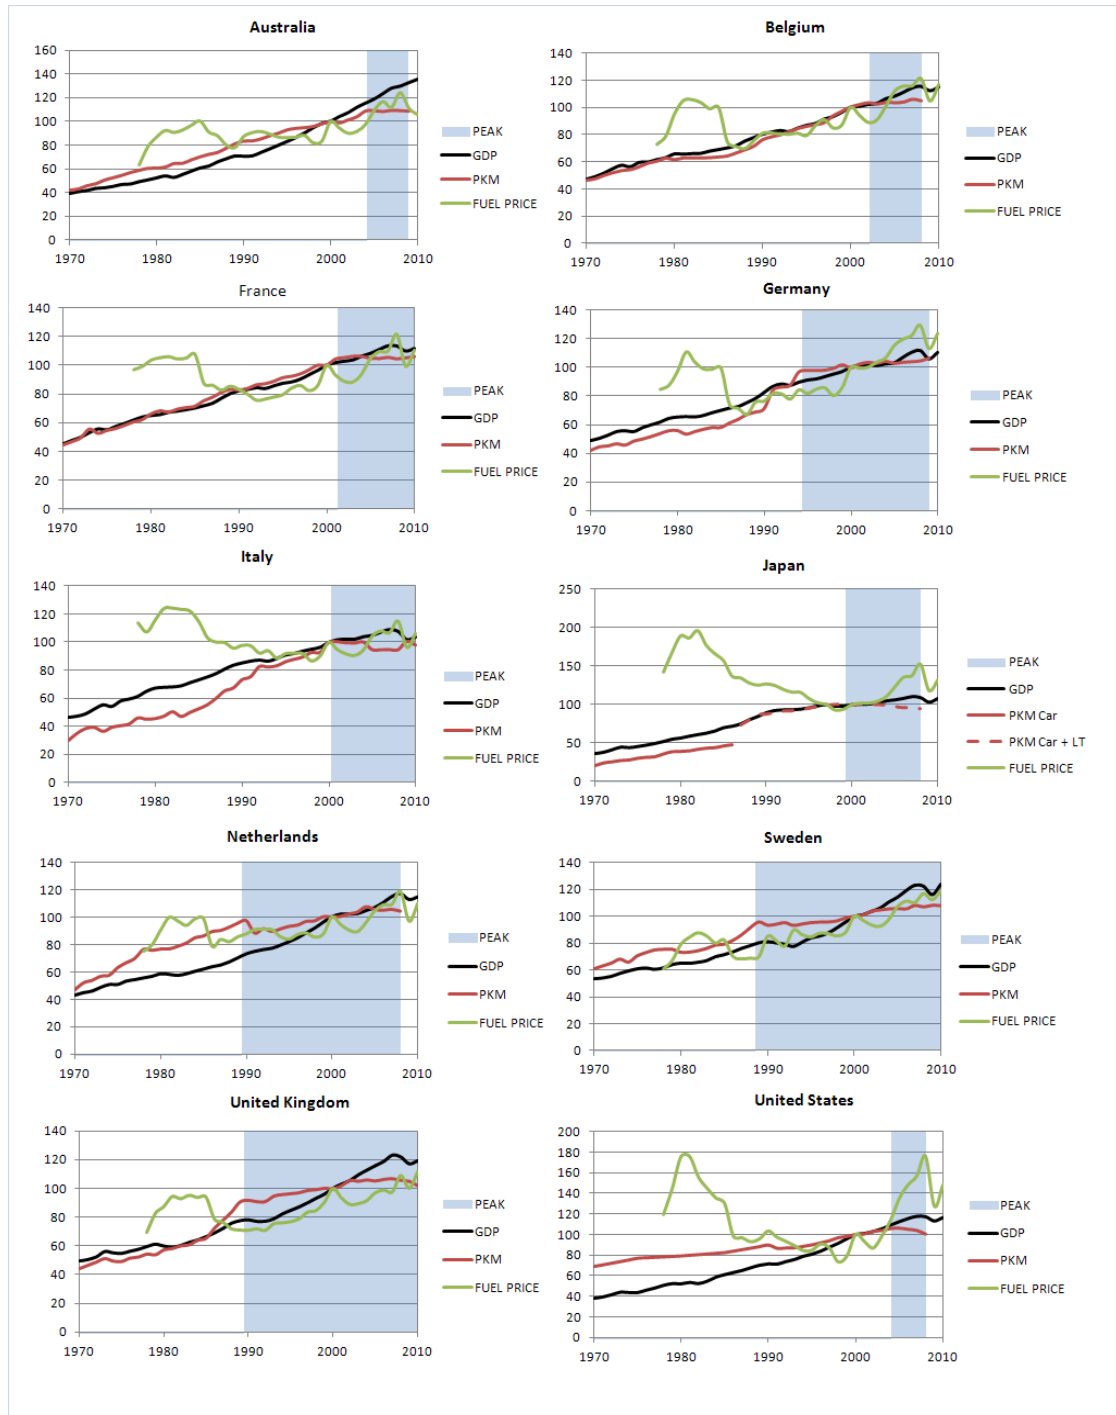 Australia
160
140
120
100
80
60
40
20
0
1970 1980 1990 2000 2010
PEAK
GDP
PKM
FUEL PRICE
Belgium
140
120
100
80
60
40
20
0
1970 1980 1990 2000 2010
PEAK
GDP
PKM
FUEL PRICE
France
140
120
100
80
60
40
20
0
1970 1980 1990 2000 2010
PEAK
GDP
PKM
FUEL PRICE
Germany
140
120
100
80
60
40
20
0
1970 1980 1990 2000 2010
PEAK
GDP
PKM
FUEL PRICE
Italy
140
120
100
80
60
40
20
0
1970 1980 1990 2000 2010
PEAK
GDP
PKM
FUEL PRICE
Japan
250
200
150
100
50
0
1970 1980 1990 2000 2010
PEAK
GDP
PKM Car
PKM Car + LT
FUEL PRICE
Netherlands
140
120
100
80
60
40
20
0
1970 1980 1990 2000 2010
PEAK
GDP
PKM
FUEL PRICE
Sweden
140
120
100
80
60
40
20
0
1970 1980 1990 2000 2010
PEAK
GDP
PKM
FUEL PRICE
United Kingdom
140
120
100
80
60
40
20
0
1970 1980 1990 2000 2010
PEAK
GDP
PKM
FUEL PRICE
United States
200
180
160
140
120
100
80
60
40
20
0
1970 1980 1990 2000 2010
PEAK
GDP
PKM
FUEL PRICE